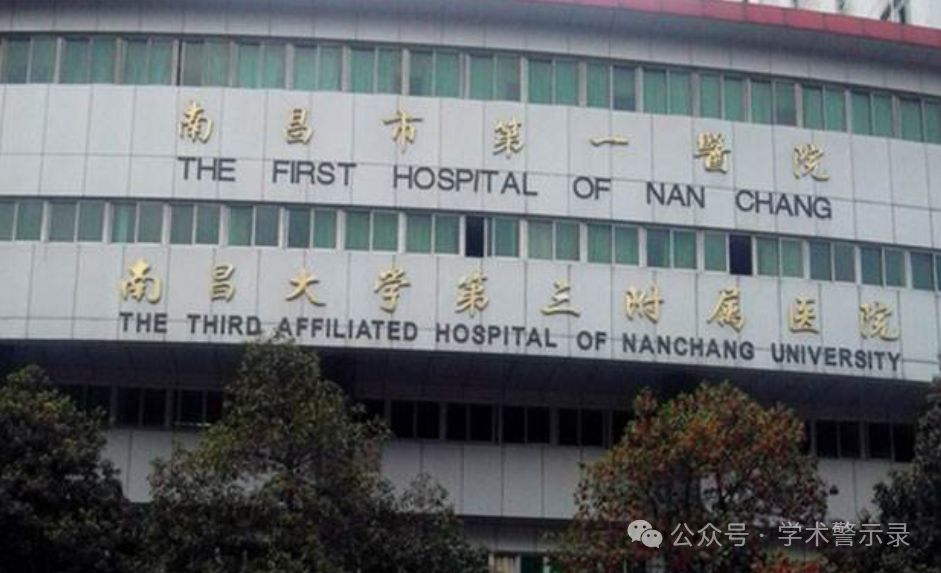 南昌市第一醫院
THE FIRST HOSPITAL OF NAN CHANG
南昌大学第三附属医院
THE THIRD AFFILIATED HOSPITAL OF NANCHANG UNIVERSITY
公众号·学术警示录